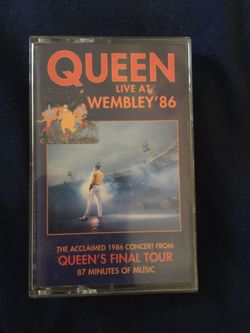 QUEEN
LIVE AT
WEMBLEY'86
THE ACCLAIMED 1986 CONCERT FROM
QUEEN'S FINAL TOUR
87 MINUTES OF MUSIC